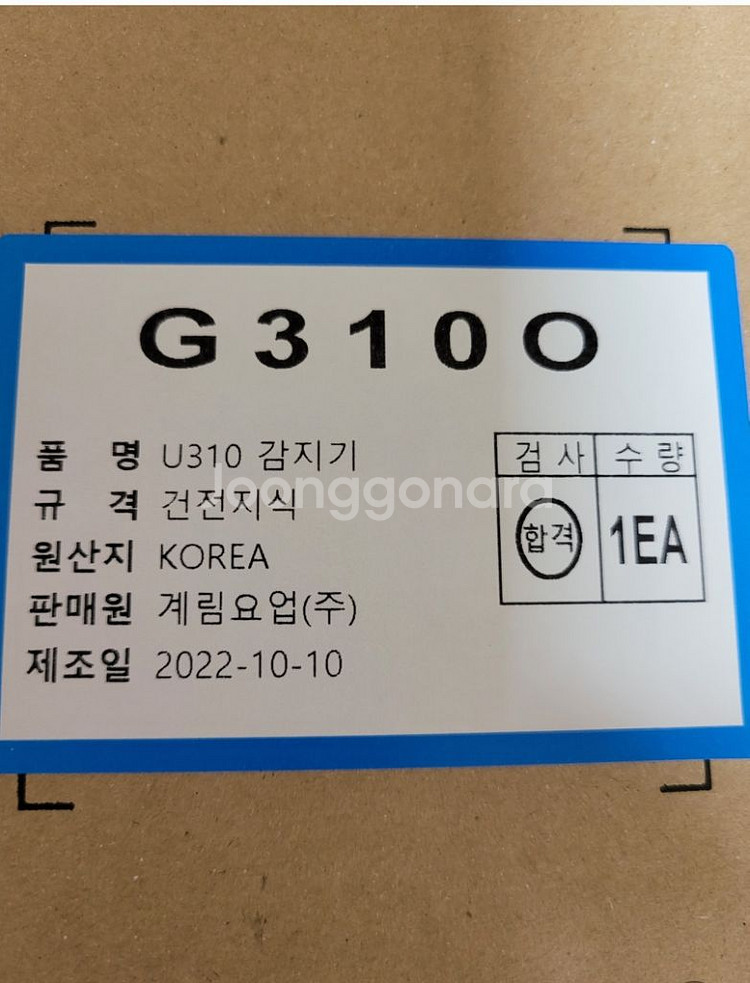 G310O
품 명 U310 감지기
규 격 건전지식
원산지 KOREA
판매원 계림요업(주)
제조일 2022-10-10
검 사 수 량
합격 1EA
joonggonara